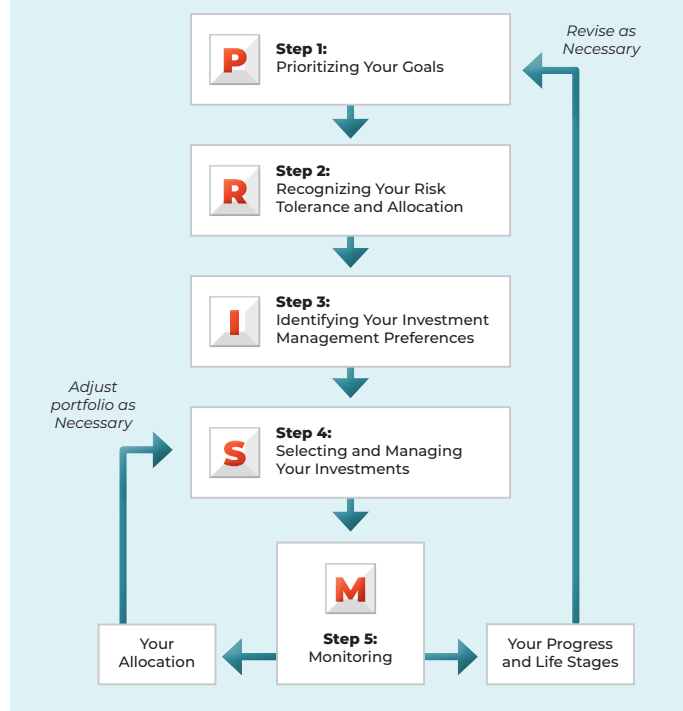 Revise as
Necessary
P
Step 1:
Prioritizing Your Goals
R
Step 2:
Recognizing Your Risk
Tolerance and Allocation
I
Step 3:
Identifying Your Investment
Management Preferences
Adjust
portfolio as
Necessary
S
Step 4:
Selecting and Managing
Your Investments
M
Step 5:
Monitoring
Your
Allocation
Your Progress
and Life Stages